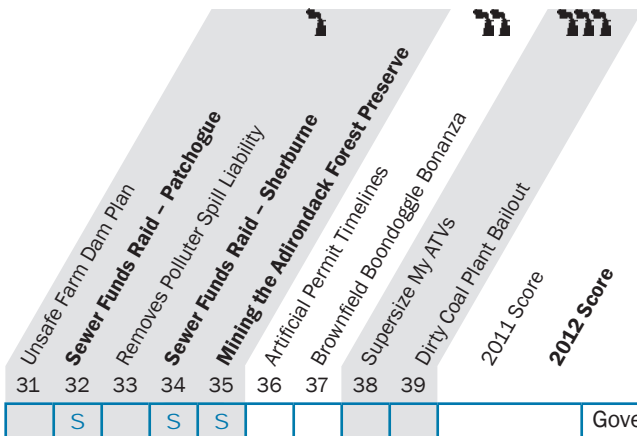 Unsafe Farm Dam Plan
Sewer Funds Raid – Patchogue
Removes Polluter Spill Liability
Sewer Funds Raid – Sherburne
Mining the Adirondack Forest Preserve
Artificial Permit Timelines
Brownfield Boondoggle Bonanza
Supersize My ATVs
Dirty Coal Plant Bailout
2011 Score
2012 Score
31 32 33 34 35 36 37 38 39
S S S Gove